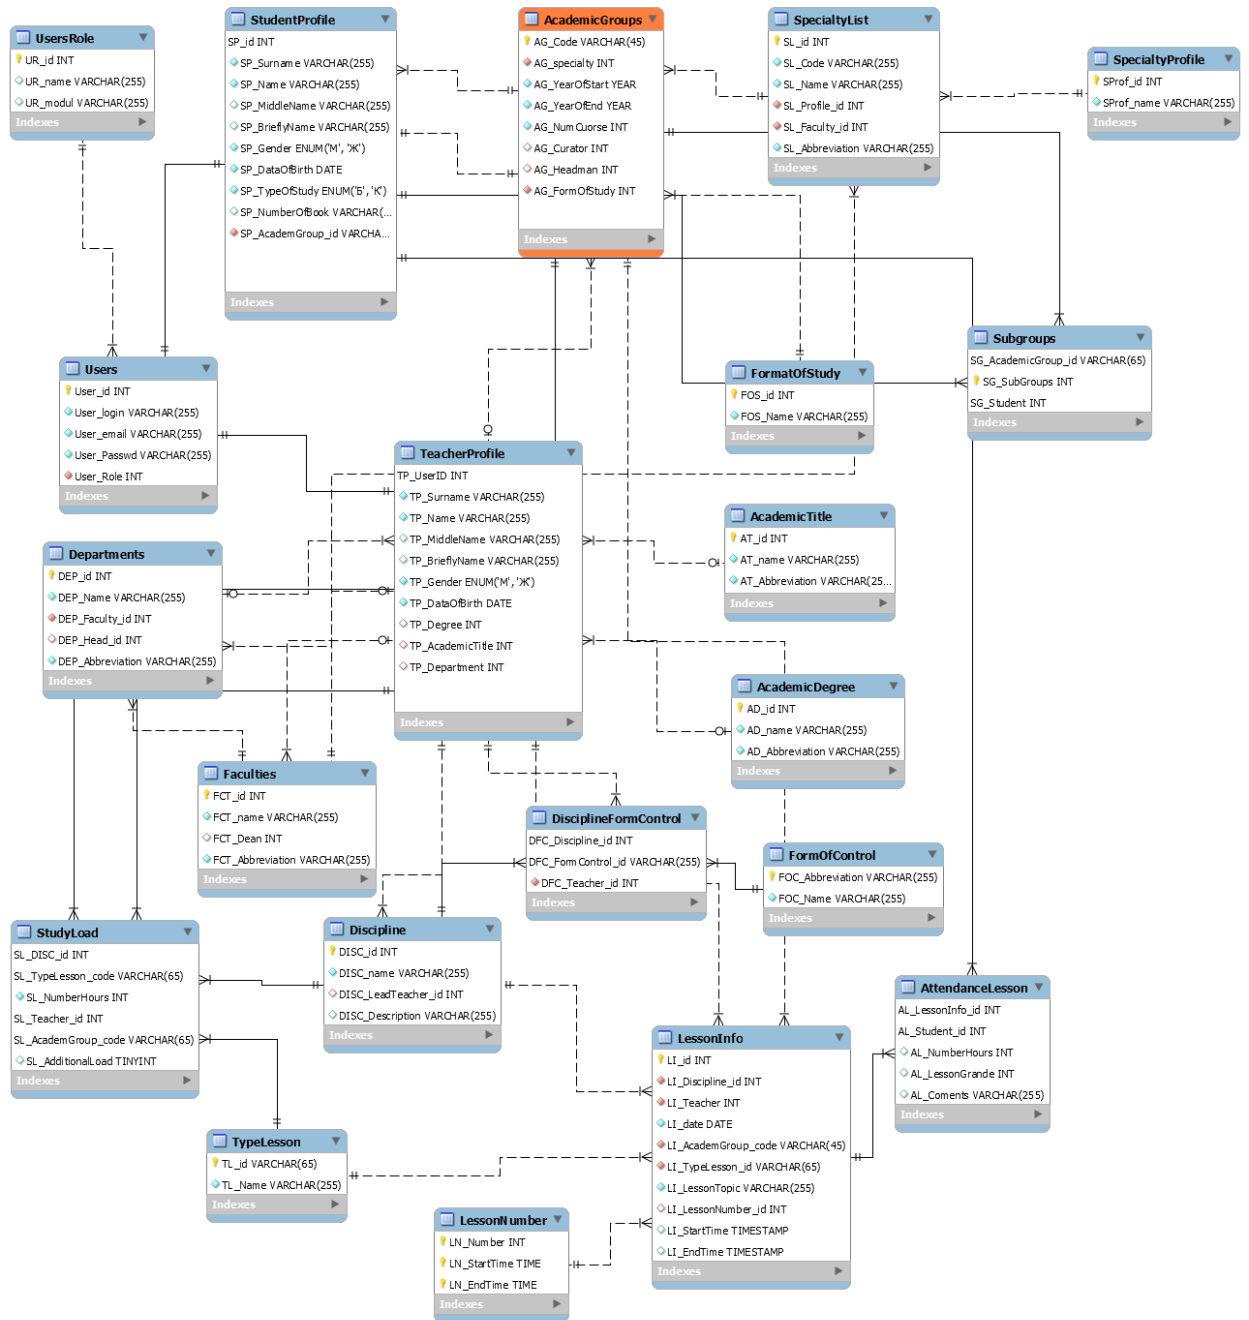 UsersRole
UR_id INT
UR_name VARCHAR(255)
UR_modul VARCHAR(255)
Indexes
StudentProfile
SP_id INT
SP_Surname VARCHAR(255)
SP_Name VARCHAR(255)
SP_MiddleName VARCHAR(255)
SP_BrieflyName VARCHAR(255)
SP_Gender ENUM('М', 'Ж')
SP_DataOfBirth DATE
SP_TypeOfStudy ENUM('Б', 'К')
SP_NumberOfBook VARCHAR(...
SP_AcademGroup_id VARCHA...
Indexes
AcademicGroups
AG_Code VARCHAR(45)
AG_specialty INT
AG_YearOfStart YEAR
AG_YearOfEnd YEAR
AG_NumCuorse INT
AG_Curator INT
AG_Headman INT
AG_FormOfStudy INT
Indexes
SpecialtyList
SL_id INT
SL_Code VARCHAR(255)
SL_Name VARCHAR(255)
SL_Profile_id INT
SL_Faculty_id INT
SL_Abbreviation VARCHAR(255)
Indexes
SpecialtyProfile
SProf_id INT
SProf_name VARCHAR(255)
Indexes
Users
User_id INT
User_login VARCHAR(255)
User_email VARCHAR(255)
User_Passwd VARCHAR(255)
User_Role INT
Indexes
FormatOfStudy
FOS_id INT
FOS_Name VARCHAR(255)
Indexes
Subgroups
SG_AcademicGroup_id VARCHAR(65)
SG_SubGroups INT
SG_Student INT
Indexes
TeacherProfile
TP_UserID INT
TP_Surname VARCHAR(255)
TP_Name VARCHAR(255)
TP_MiddleName VARCHAR(255)
TP_BrieflyName VARCHAR(255)
TP_Gender ENUM('М', 'Ж')
TP_DataOfBirth DATE
TP_Degree INT
TP_AcademicTitle INT
TP_Department INT
Indexes
AcademicTitle
AT_id INT
AT_name VARCHAR(255)
AT_Abbreviation VARCHAR(25...
Indexes
Departments
DEP_id INT
DEP_Name VARCHAR(255)
DEP_Faculty_id INT
DEP_Head_id INT
DEP_Abbreviation VARCHAR(255)
Indexes
AcademicDegree
AD_id INT
AD_name VARCHAR(255)
AD_Abbreviation VARCHAR(255)
Indexes
Faculties
FCT_id INT
FCT_name VARCHAR(255)
FCT_Dean INT
FCT_Abbreviation VARCHAR(255)
Indexes
DisciplineFormControl
DFC_Discipline_id INT
DFC_FormControl_id VARCHAR(255)
DFC_Teacher_id INT
Indexes
FormOfControl
FOC_Abbreviation VARCHAR(255)
FOC_Name VARCHAR(255)
Indexes
StudyLoad
SL_DISC_id INT
SL_TypeLesson_code VARCHAR(65)
SL_NumberHours INT
SL_Teacher_id INT
SL_AcademGroup_code VARCHAR(65)
SL_AdditionalLoad TINYINT
Indexes
Discipline
DISC_id INT
DISC_name VARCHAR(255)
DISC_LeadTeacher_id INT
DISC_Description VARCHAR(255)
Indexes
AttendanceLesson
AL_LessonInfo_id INT
AL_Student_id INT
AL_NumberHours INT
AL_LessonGrande INT
AL_Coments VARCHAR(255)
Indexes
LessonInfo
LI_id INT
LI_Discipline_id INT
LI_Teacher INT
LI_date DATE
LI_AcademGroup_code VARCHAR(45)
LI_TypeLesson_id VARCHAR(65)
LI_LessonTopic VARCHAR(255)
LI_LessonNumber_id INT
LI_StartTime TIMESTAMP
LI_EndTime TIMESTAMP
Indexes
TypeLesson
TL_id VARCHAR(65)
TL_Name VARCHAR(255)
Indexes
LessonNumber
LN_Number INT
LN_StartTime TIME
LN_EndTime TIME
Indexes